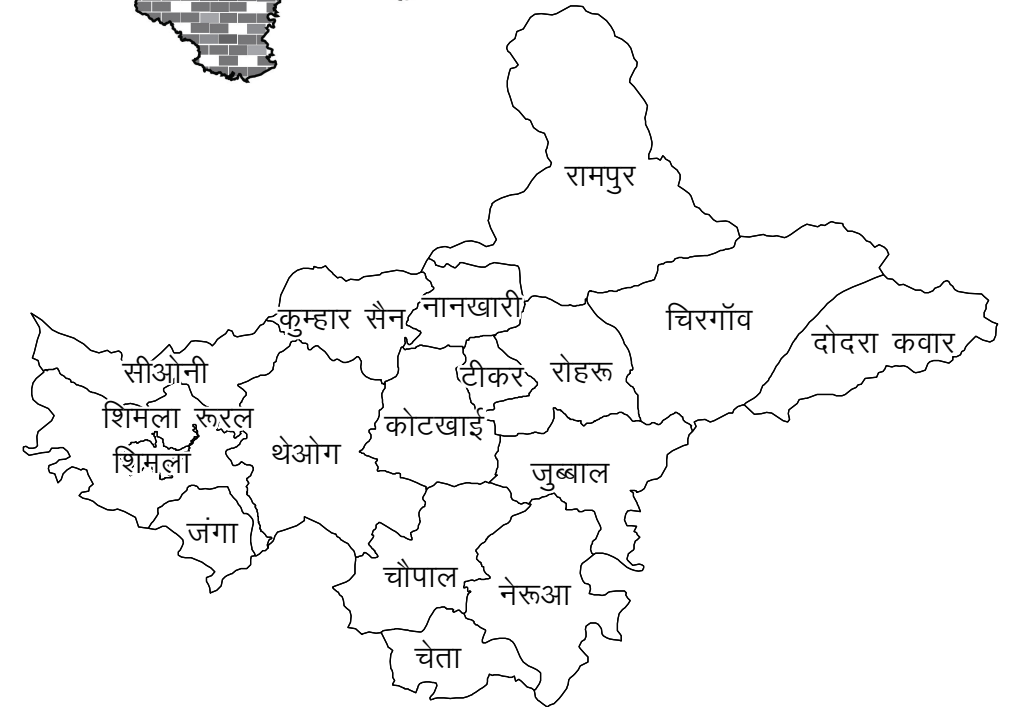 रामपुर
कुम्हार सैन
नानखारी
चिरगॉव
दोदरा कवार
सीओनी
टीकर
रोहरू
शिमला रूरल
कोटखाई
थेओग
शिमला
जुब्बाल
जंगा
चौपाल
नेरूआ
चेता